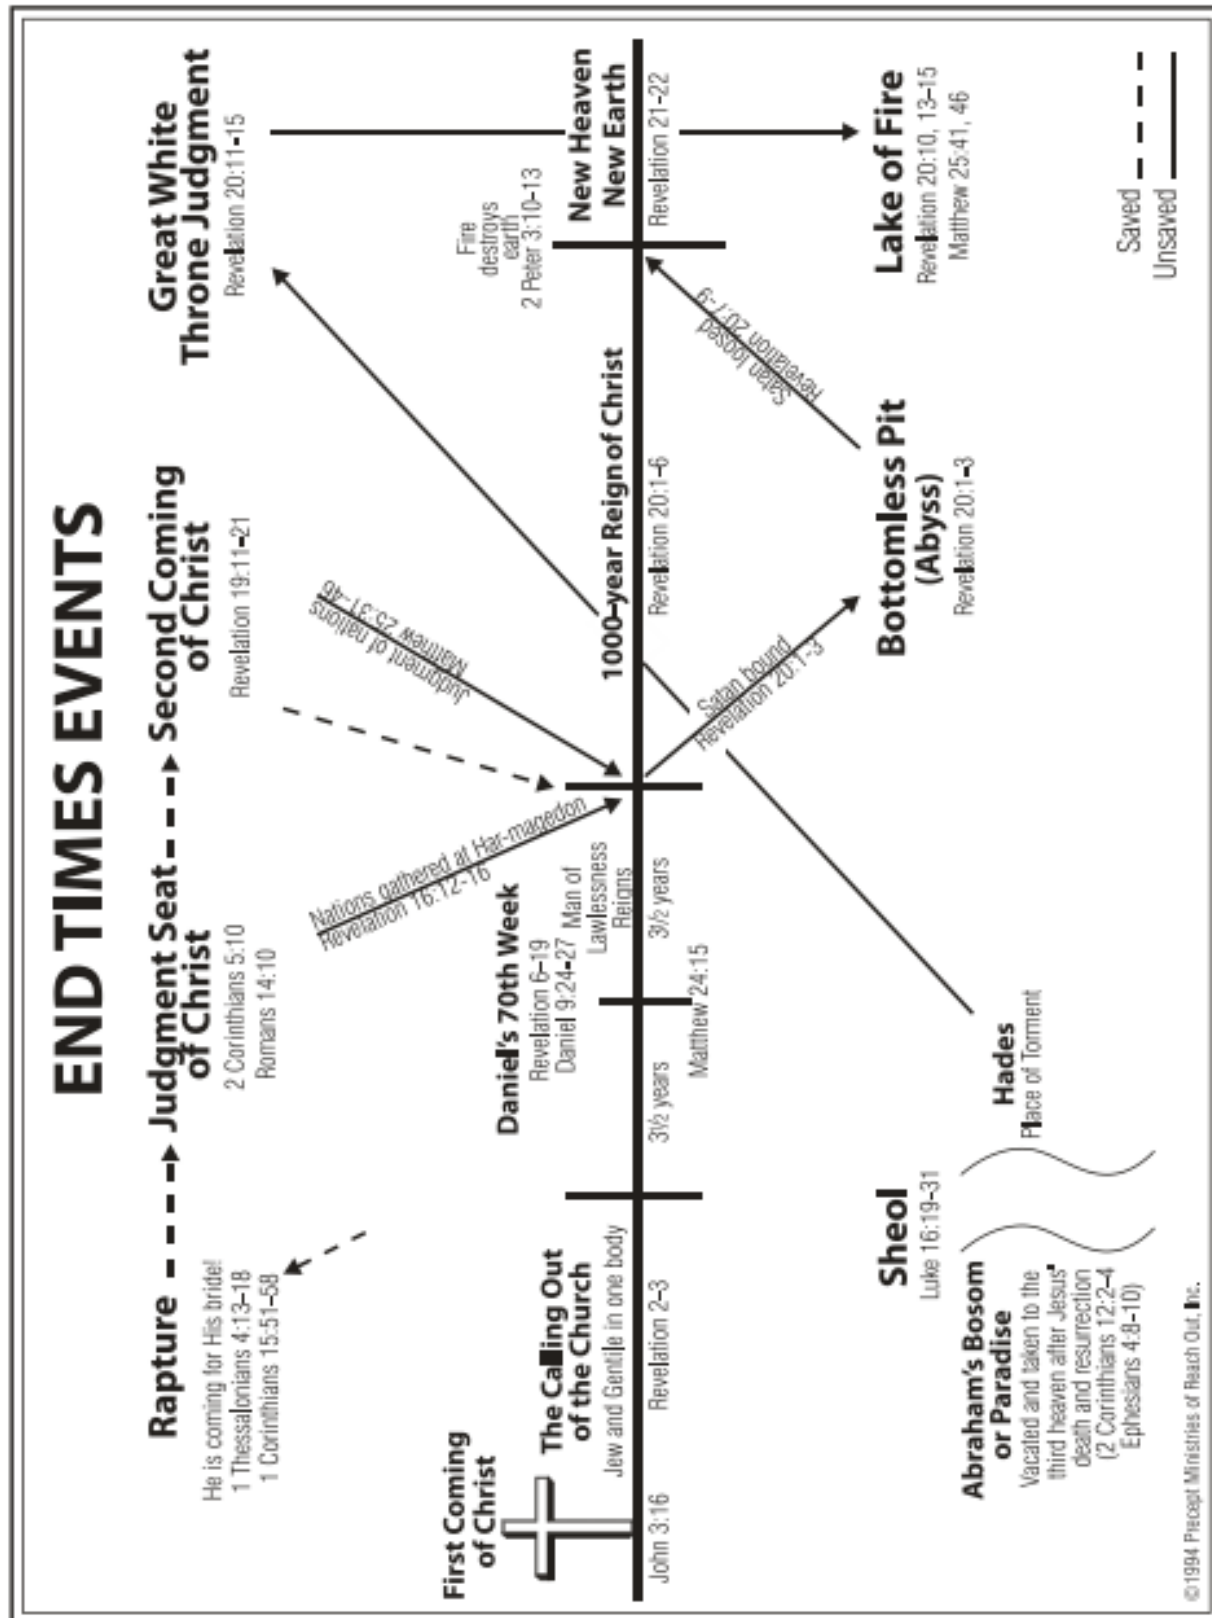 END TIMES EVENTS
Rapture
He is coming for His bride!
1 Thessalonians 4:13–18
1 Corinthians 15:51–58
Judgment Seat
of Christ
2 Corinthians 5:10
Romans 14:10
Second Coming
of Christ
Revelation 19:11–21
Great White
Throne Judgment
Revelation 20:11–15
Nations gathered at Har-magedon
Revelation 16:12-16
Judgment of nations
Matthew 25:31-46
First Coming
of Christ
John 3:16
The Calling Out
of the Church
Jew and Gentile in one body
Revelation 2–3
Daniel's 70th Week
Revelation 6–19
Daniel 9:24–27
Man of
Lawlessness
Reigns
3½ years
3½ years
Matthew 24:15
1000–year Reign of Christ
Revelation 20:1–6
Fire
destroys
earth
2 Peter 3:10–13
New Heaven
New Earth
Revelation 21–22
Satan bound
Revelation 20:1-3
Satan loosed
Revelation 20:7-9
Sheol
Luke 16:19–31
Abraham's Bosom
or Paradise
Vacated and taken to the
third heaven after Jesus'
death and resurrection
(2 Corinthians 12:2–4
Ephesians 4:8–10)
Hades
Place of Torment
Bottomless Pit
(Abyss)
Revelation 20:1–3
Lake of Fire
Revelation 20:10, 13–15
Matthew 25:41, 46
Saved
Unsaved
©1994 Precept Ministries of Reach Out, Inc.